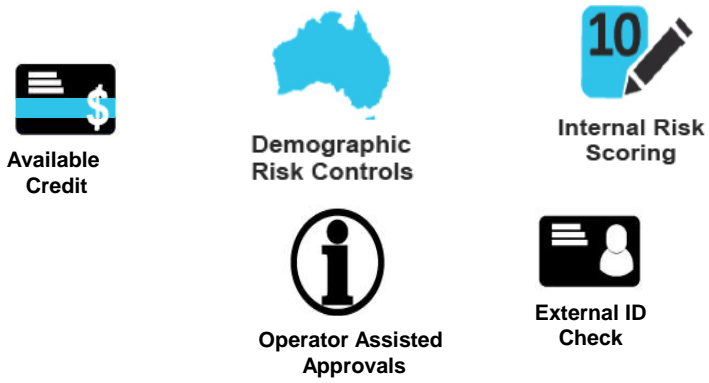 $
Available
Credit
Demographic
Risk Controls
10
Internal Risk
Scoring
i
Operator Assisted
Approvals
External ID
Check